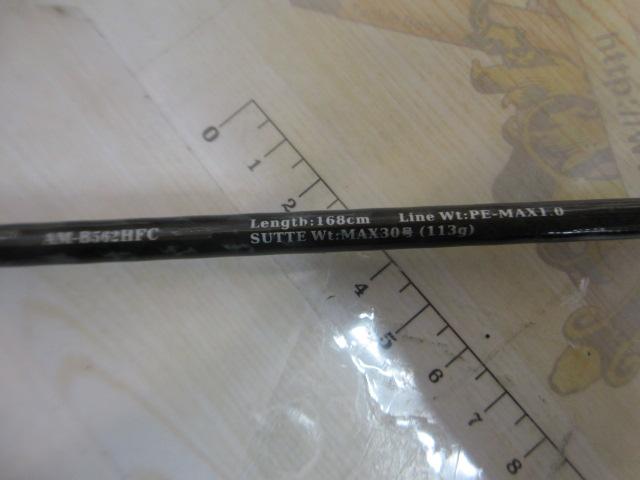 AM-B562HFC
Length:168cm Line Wt:PE-MAX1.0
SUTTE Wt:MAX30号 (113g)
0
1
2
4
5
6
7
8
http://w